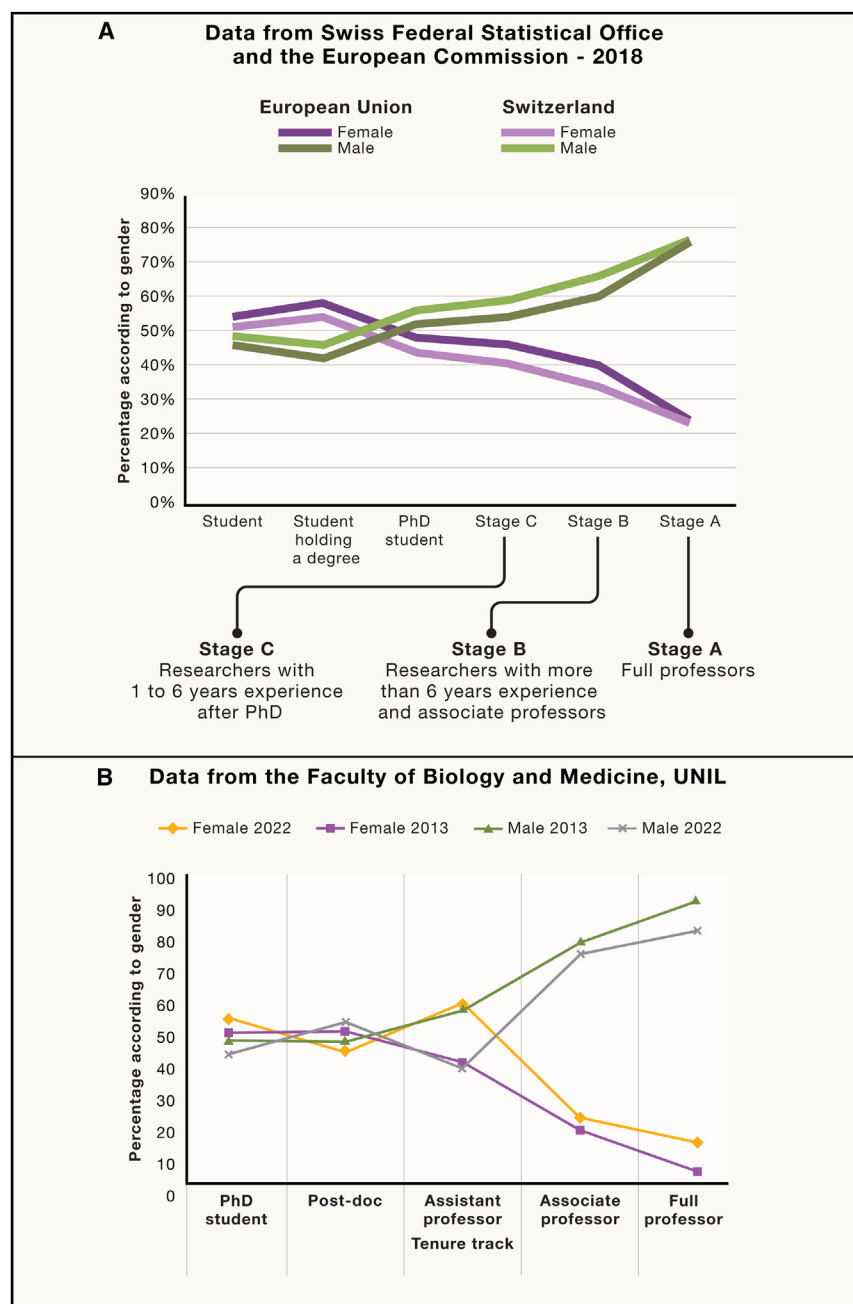 A
Data from Swiss Federal Statistical Office
and the European Commission - 2018
European Union
Female
Male
Switzerland
Female
Male
Percentage according to gender
90%
80%
70%
60%
50%
40%
30%
20%
10%
0%
Student
Student
holding
a degree
PhD
student
Stage C
Stage B
Stage A
Stage C
Researchers with
1 to 6 years experience
after PhD
Stage B
Researchers with more
than 6 years experience
and associate professors
Stage A
Full professors
B
Data from the Faculty of Biology and Medicine, UNIL
Female 2022
Female 2013
Male 2013
Male 2022
Percentage according to gender
100
90
80
70
60
50
40
30
20
10
0
PhD
student
Post-doc
Assistant
professor
Tenure track
Associate
professor
Full
professor